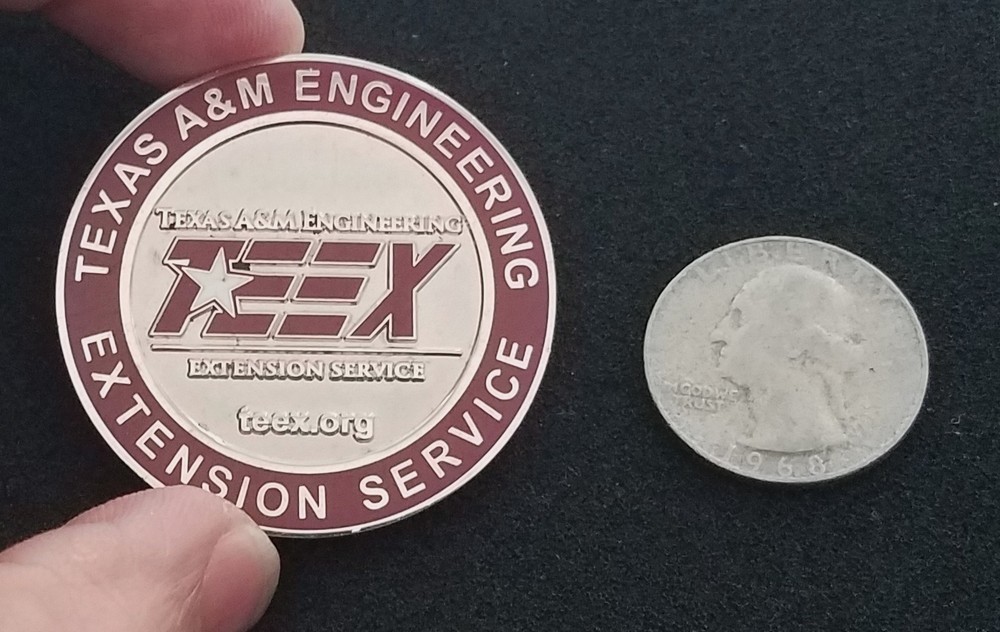 TEXAS A&M ENGINEERING
TEXAS A&M ENGINEERING
TEEX
EXTENSION SERVICE
teex.org
EXTENSION SERVICE
LIBERTY
IN GOD WE
TRUST
1968